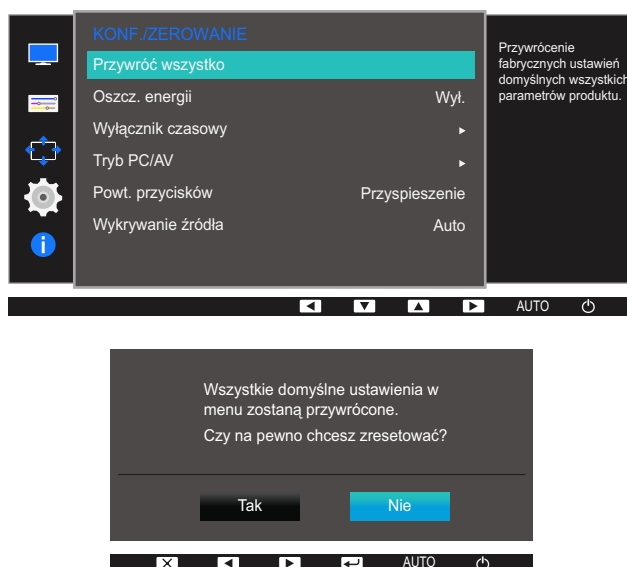 KONF./ZEROWANIE
Przywróć wszystko
Oszcz. energii Wył.
Wyłącznik czasowy
Tryb PC/AV
Powt. przycisków Przyspieszenie
Wykrywanie źródła Auto
Przywrócenie
fabrycznych ustawień
domyślnych wszystkich
parametrów produktu.
AUTO
Wszystkie domyślne ustawienia w
menu zostaną przywrócone.
Czy na pewno chcesz zresetować?
Tak Nie
AUTO